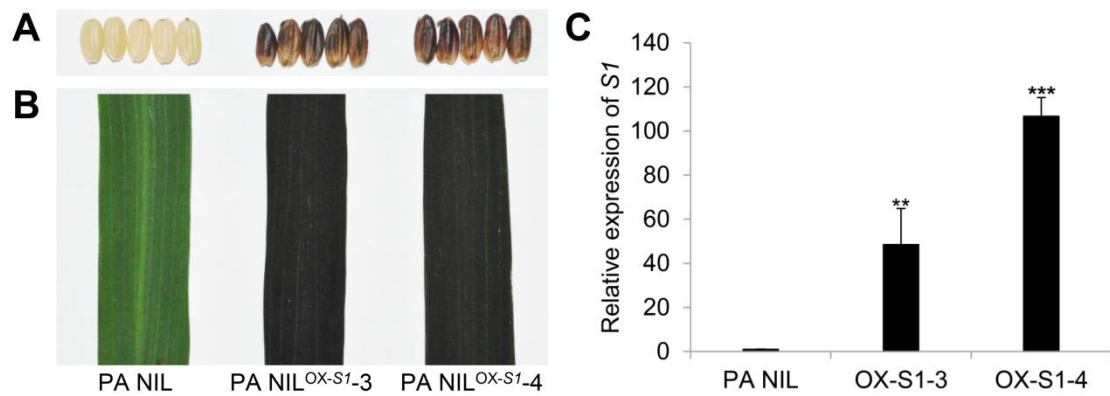 A
B
PA NIL PA NIL^OX-S1-3 PA NIL^OX-S1-4
C
Relative expression of S1
140
120
100
80
60
40
20
0
**
***
PA NIL OX-S1-3 OX-S1-4